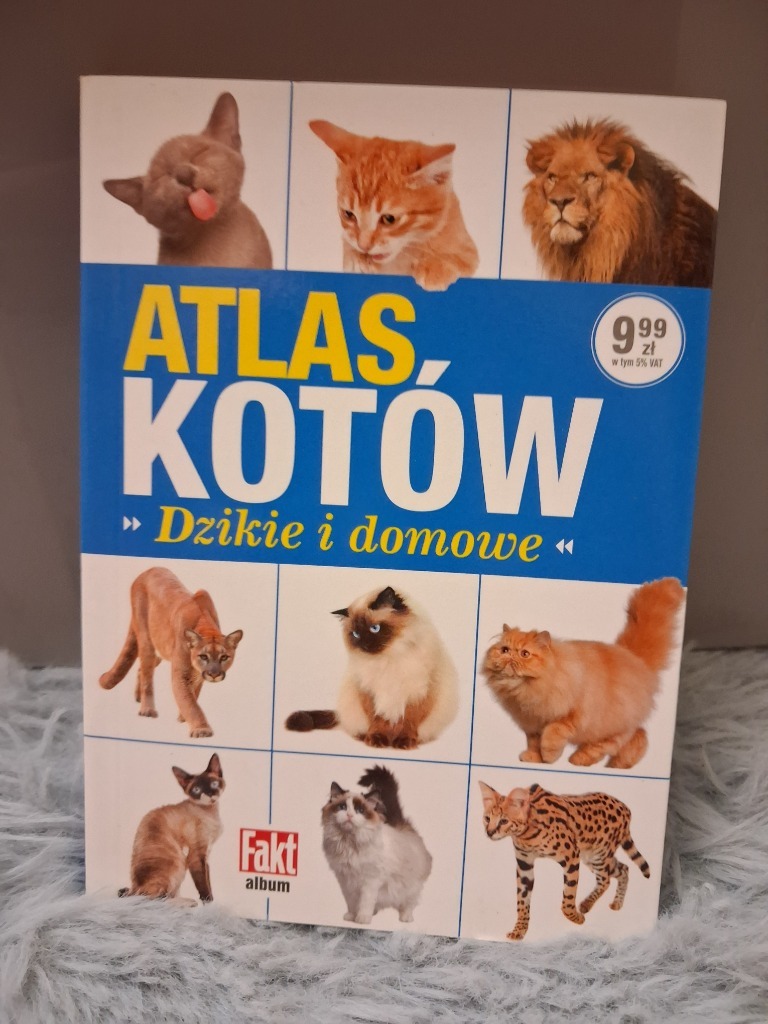 ATLAS
KOTÓW
Dzikie i domowe
9 99
zł
w tym 5% VAT
Fakt
album